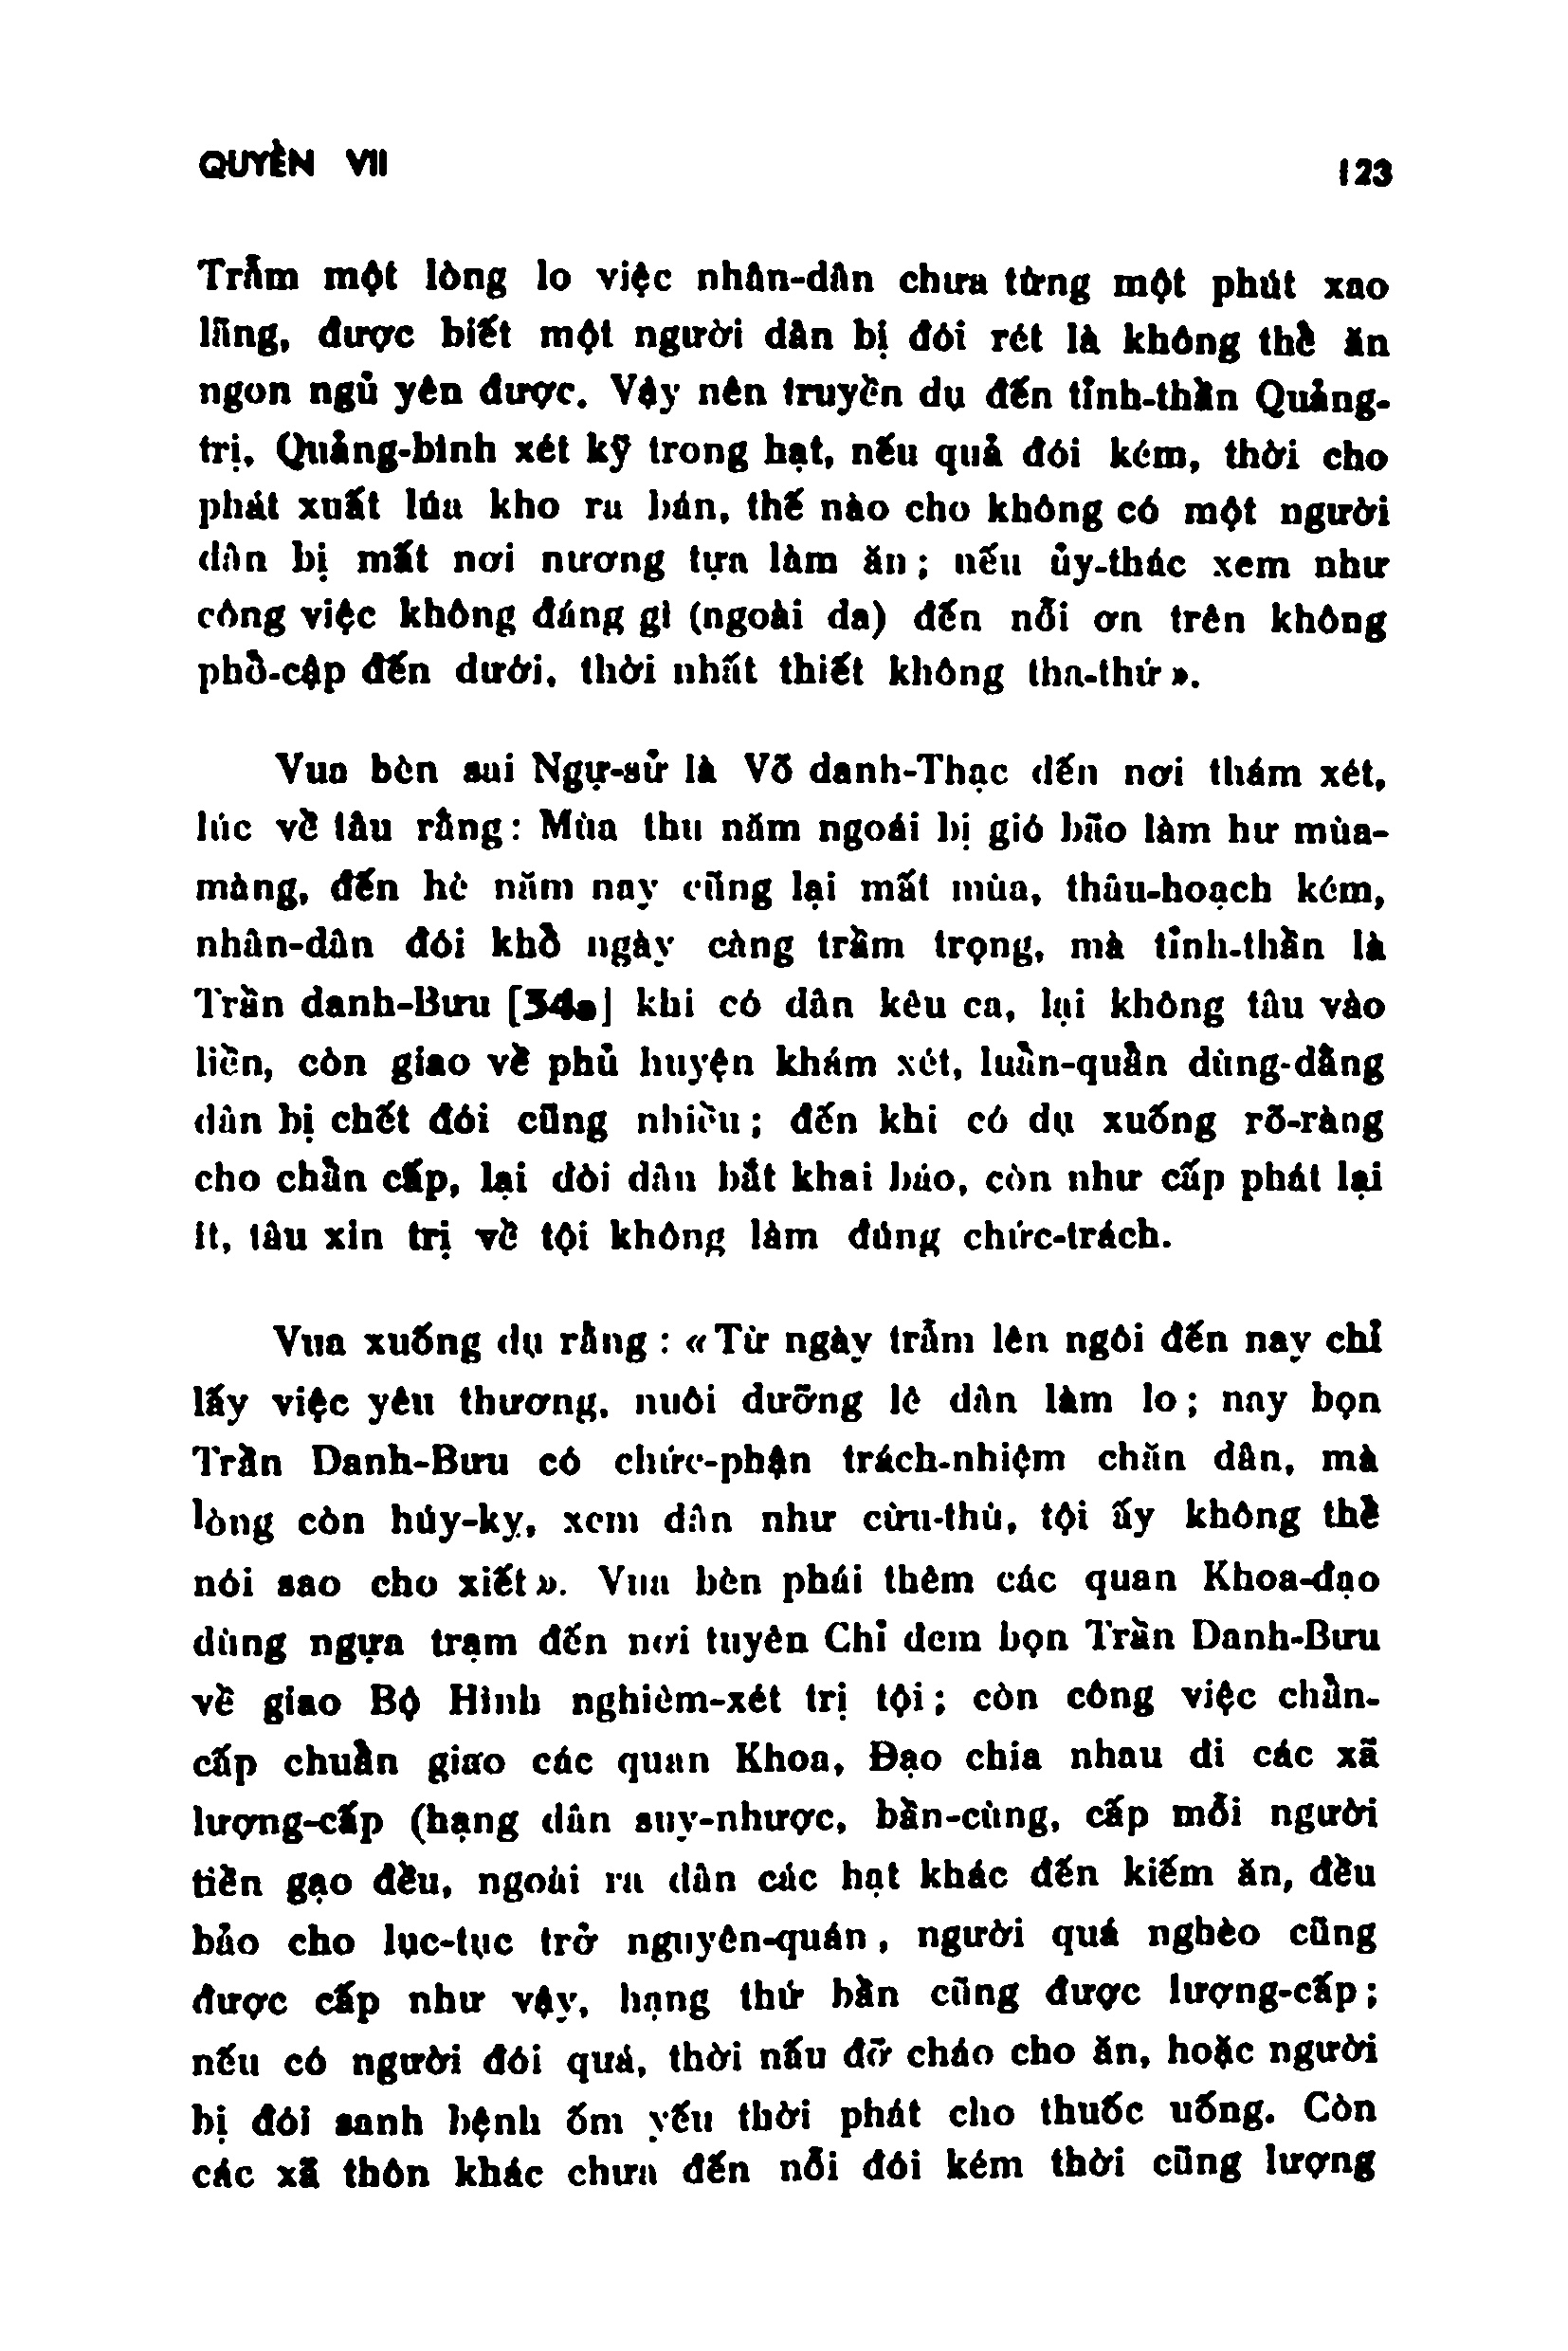 QUYỀN VII
123
Trẫm một lòng lo việc nhân-dân chưa từng một phút xao
lãng, được biết một người dân bị đói rét là không thể ăn
ngon ngủ yên được. Vậy nên truyền dụ đến tỉnh-thần Quảng-
trị, Quảng-bình xét kỹ trong hạt, nếu quả đói kém, thời cho
phát xuất lúa kho ra bán, thế nào cho không có một người
dân bị mất nơi nương tựa làm ăn ; nếu ủy-thác xem như
công việc không đáng gì (ngoài da) đến nỗi ơn trên không
phổ-cập đến dưới, thời nhất thiết không tha-thứ ».
Vua bèn sai Ngự-sử là Võ danh-Thạc đến nơi thám xét,
lúc về tâu rằng : Mùa thu năm ngoái bị gió bão làm hư mùa-
màng, đến hè năm nay cũng lại mất mùa, thâu-hoạch kém,
nhân-dân đói khổ ngày càng trầm trọng, mà tỉnh-thần là
Trần danh-Bưu [34a] khi có dân kêu ca, lại không tâu vào
liền, còn giao về phủ huyện khám xét, luẩn-quẩn dùng-dằng
dân bị chết đói cũng nhiều ; đến khi có dụ xuống rõ-ràng
cho chẩn cấp, lại đòi dân bắt khai báo, còn như cấp phát lại
ít, tâu xin trị về tội không làm đúng chức-trách.
Vua xuống dụ rằng : « Từ ngày trẫm lên ngôi đến nay chỉ
lấy việc yêu thương, nuôi dưỡng lê dân làm lo ; nay bọn
Trần Danh-Bưu có chức-phận trách-nhiệm chăn dân, mà
lòng còn húy-kỵ, xem dân như cừu-thù, tội ấy không thể
nói sao cho xiết ». Vua bèn phái thêm các quan Khoa-đạo
dùng ngựa trạm đến nơi tuyên Chỉ đem bọn Trần Danh-Bưu
về giao Bộ Hình nghiêm-xét trị tội ; còn công việc chẩn-
cấp chuẩn giao các quan Khoa, Đạo chia nhau đi các xã
lượng-cấp (hạng dân suy-nhược, bần-cùng, cấp mỗi người
tiền gạo đều, ngoài ra dân các hạt khác đến kiếm ăn, đều
bảo cho lục-tục trở nguyên-quán, người quá nghèo cũng
được cấp như vậy, hạng thứ bần cũng được lượng-cấp ;
nếu có người đói quá, thời nấu đỡ cháo cho ăn, hoặc người
bị đói sanh bệnh ốm yếu thời phát cho thuốc uống. Còn
các xã thôn khác chưa đến nỗi đói kém thời cũng lượng